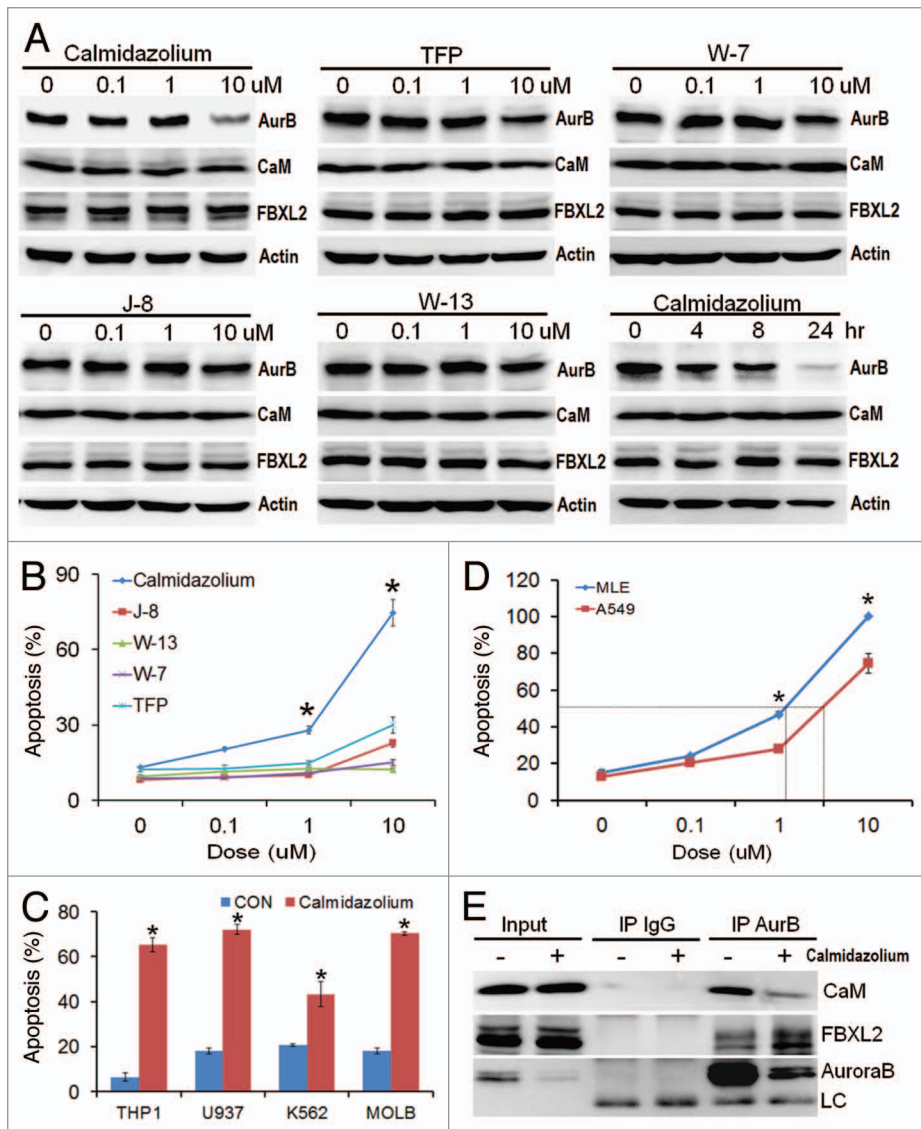 A
Calmidazolium
0 0.1 1 10 uM
AurB
CaM
FBXL2
Actin
TFP
0 0.1 1 10 uM
AurB
CaM
FBXL2
Actin
W-7
0 0.1 1 10 uM
AurB
CaM
FBXL2
Actin
J-8
0 0.1 1 10 uM
AurB
CaM
FBXL2
Actin
W-13
0 0.1 1 10 uM
AurB
CaM
FBXL2
Actin
Calmidazolium
0 4 8 24 hr
AurB
CaM
FBXL2
Actin
B
Apoptosis (%)
90
60
30
0
Calmidazolium
J-8
W-13
W-7
TFP
*
*
0 0.1 1 10
Dose (uM)
D
Apoptosis (%)
120
100
80
60
40
20
0
MLE
A549
*
*
0 0.1 1 10
Dose (uM)
C
CON Calmidazolium
Apoptosis (%)
80
60
40
20
0
* * * *
THP1 U937 K562 MOLB
E
Input IP IgG IP AurB
- + - + - + Calmidazolium
CaM
FBXL2
AuroraB
LC